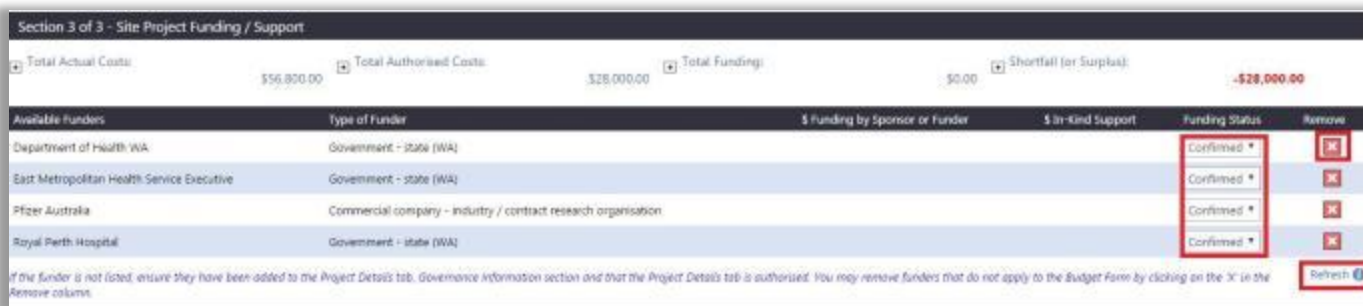 Section 3 of 3 - Site Project Funding / Support
Total Actual Costs: Total Authorised Costs: Total Funding: Shortfall (or Surplus):
$56,800.00 $28,000.00 $0.00 -$28,000.00
Available Funders Type of Funder $ Funding by Sponsor or Funder $ In-Kind Support Funding Status Remove
Department of Health WA Government - state (WA) Confirmed
East Metropolitan Health Service Executive Government - state (WA) Confirmed
Pfizer Australia Commercial company - industry / contract research organisation Confirmed
Royal Perth Hospital Government - state (WA) Confirmed
If the funder is not listed, ensure they have been added to the Project Details tab, Governance Information section and that the Project Details tab is authorised. You may remove funders that do not apply to the Budget Form by clicking on the 'X' in the Refresh
Remove column.